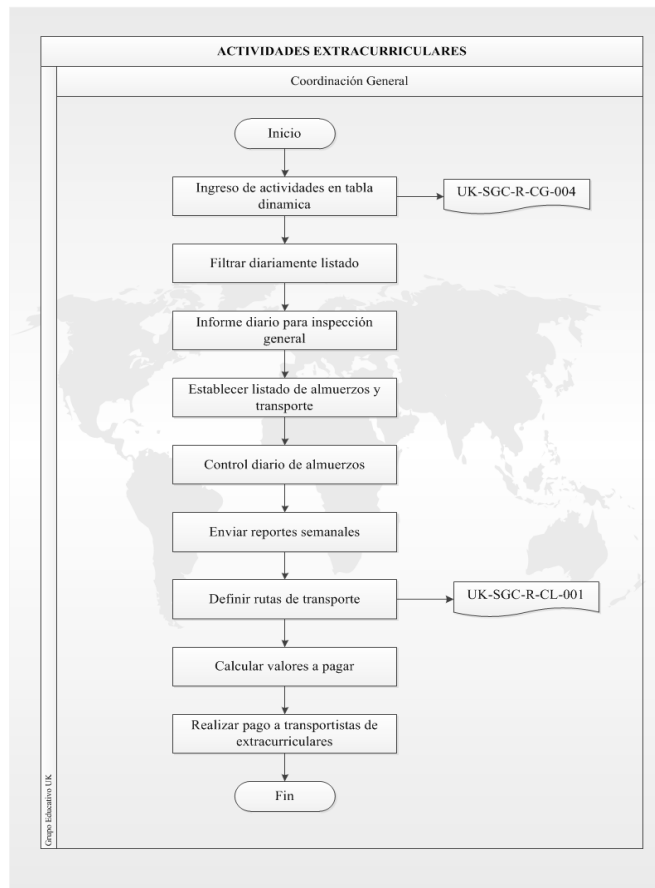 ACTIVIDADES EXTRACURRICULARES
Coordinación General
Inicio
Ingreso de actividades en tabla
dinamica
UK-SGC-R-CG-004
Filtrar diariamente listado
Informe diario para inspección
general
Establecer listado de almuerzos y
transporte
Control diario de almuerzos
Enviar reportes semanales
Definir rutas de transporte
UK-SGC-R-CL-001
Calcular valores a pagar
Realizar pago a transportistas de
extracurriculares
Fin
Grupo Educativo UK